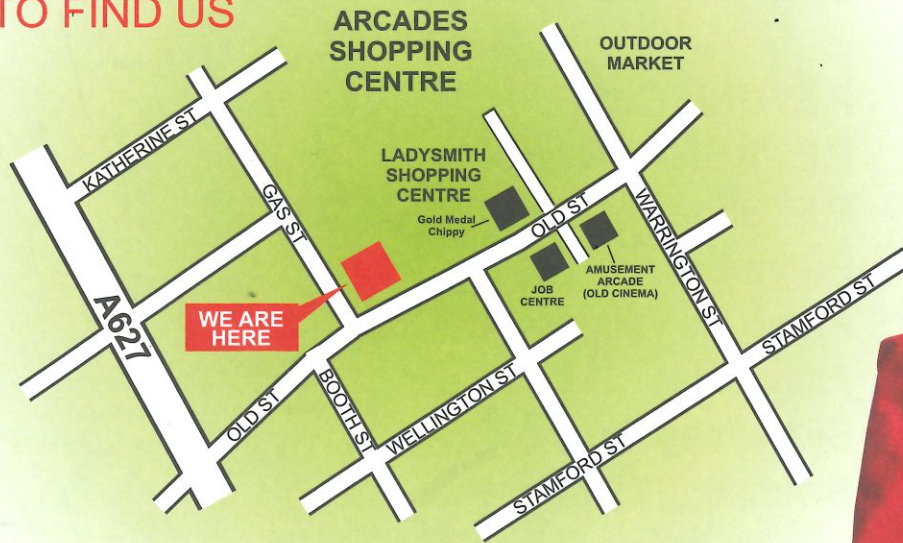 TO FIND US
ARCADES
SHOPPING
CENTRE
OUTDOOR
MARKET
KATHERINE ST
LADYSMITH
SHOPPING
CENTRE
GAS ST
Gold Medal
Chippy
OLD ST
WARRINGTON ST
JOB
CENTRE
AMUSEMENT
ARCADE
(OLD CINEMA)
A627
WE ARE
HERE
STAMFORD ST
OLD ST
BOOTH ST
WELLINGTON ST
STAMFORD ST